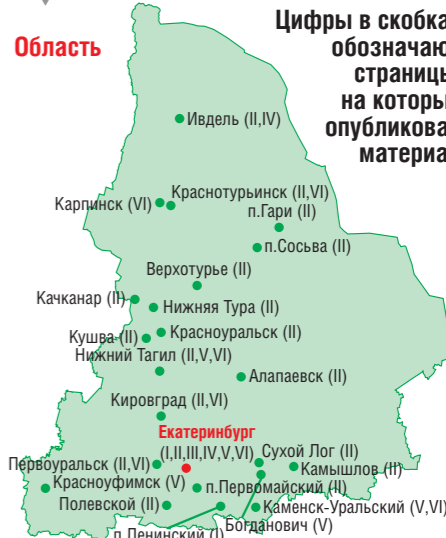 Цифры в скобка
обозначаю
страницы
на которы
опубликова
материа
Область
Ивдель (II,IV)
Карпинск (VI)
Краснотурьинск (II,VI)
п.Гари (II)
п.Сосьва (II)
Верхотурье (II)
Качканар (II)
Нижняя Тура (II)
Красноуральск (II)
Кушва (II)
Нижний Тагил (II,V,VI)
Алапаевск (II)
Кировград (II,VI)
Екатеринбург
(I,II,III,IV,V,VI)
Сухой Лог (II)
Первоуральск (II,VI)
Камышлов (II)
Красноуфимск (V)
п.Первомайский (II)
Полевской (II)
Каменск-Уральский (V,VI)
Богданович (V)
п.Ленинский (I)